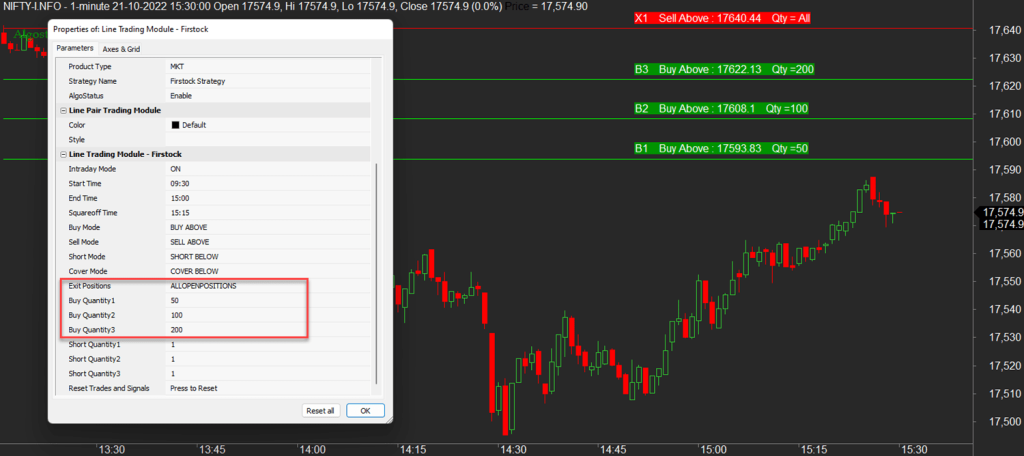 NIFTY-I.NFO - 1-minute 21-10-2022 15:30:00 Open 17574.9, Hi 17574.9, Lo 17574.9, Close 17574.9 (0.0%) Price = 17,574.90
X1 Sell Above : 17640.44 Qty = All
B3 Buy Above : 17622.13 Qty =200
B2 Buy Above : 17608.1 Qty =100
B1 Buy Above : 17593.83 Qty =50
Properties of: Line Trading Module - Firstock
Parameters Axes & Grid
Product Type MKT
Strategy Name Firstock Strategy
AlgoStatus Enable
Line Pair Trading Module
Color Default
Style
Line Trading Module - Firstock
Intraday Mode ON
Start Time 09:30
End Time 15:00
Squareoff Time 15:15
Buy Mode BUY ABOVE
Sell Mode SELL ABOVE
Short Mode SHORT BELOW
Cover Mode COVER BELOW
Exit Positions ALLOPENPOSITIONS
Buy Quantity1 50
Buy Quantity2 100
Buy Quantity3 200
Short Quantity1 1
Short Quantity2 1
Short Quantity3 1
Reset Trades and Signals Press to Reset
Reset all OK
17,640
17,630
17,620
17,610
17,600
17,590
17,580
17,574.9
17,574.9
17,560
17,550
17,540
17,530
17,520
17,510
17,500
13:30 13:45 14:00 14:15 14:30 14:45 15:00 15:15 15:30